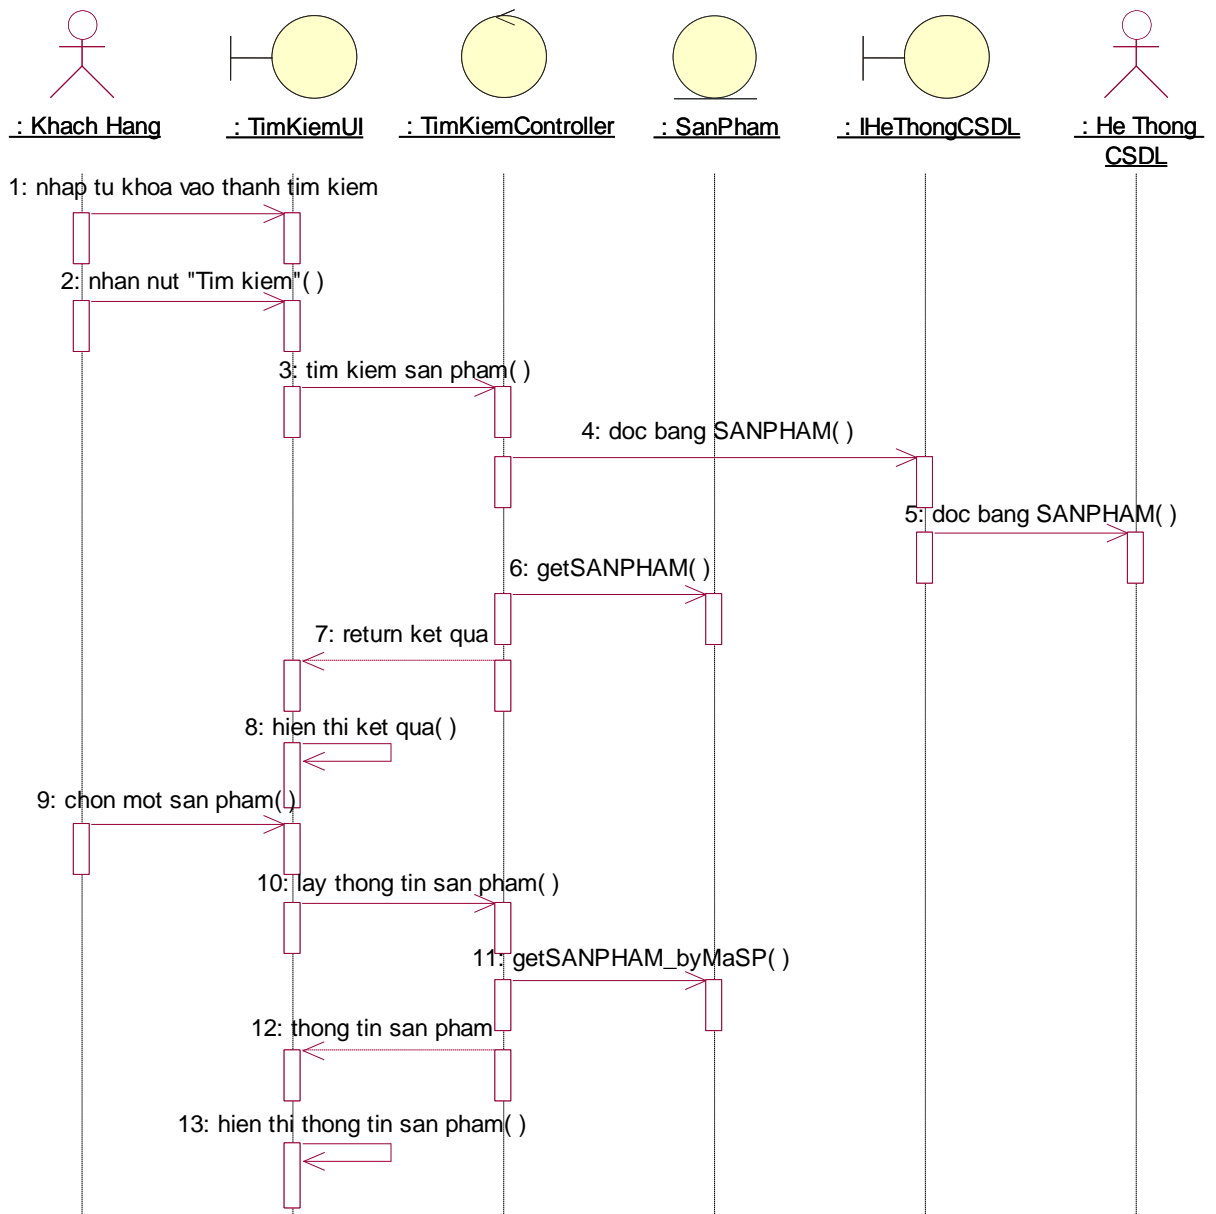 : Khach Hang
: TimKiemUI
: TimKiemController
: SanPham
: IHeThongCSDL
: He Thong
CSDL
1: nhap tu khoa vao thanh tim kiem
2: nhan nut "Tim kiem"( )
3: tim kiem san pham( )
4: doc bang SANPHAM( )
5: doc bang SANPHAM( )
6: getSANPHAM( )
7: return ket qua
8: hien thi ket qua( )
9: chon mot san pham( )
10: lay thong tin san pham( )
11: getSANPHAM_byMaSP( )
12: thong tin san pham
13: hien thi thong tin san pham( )